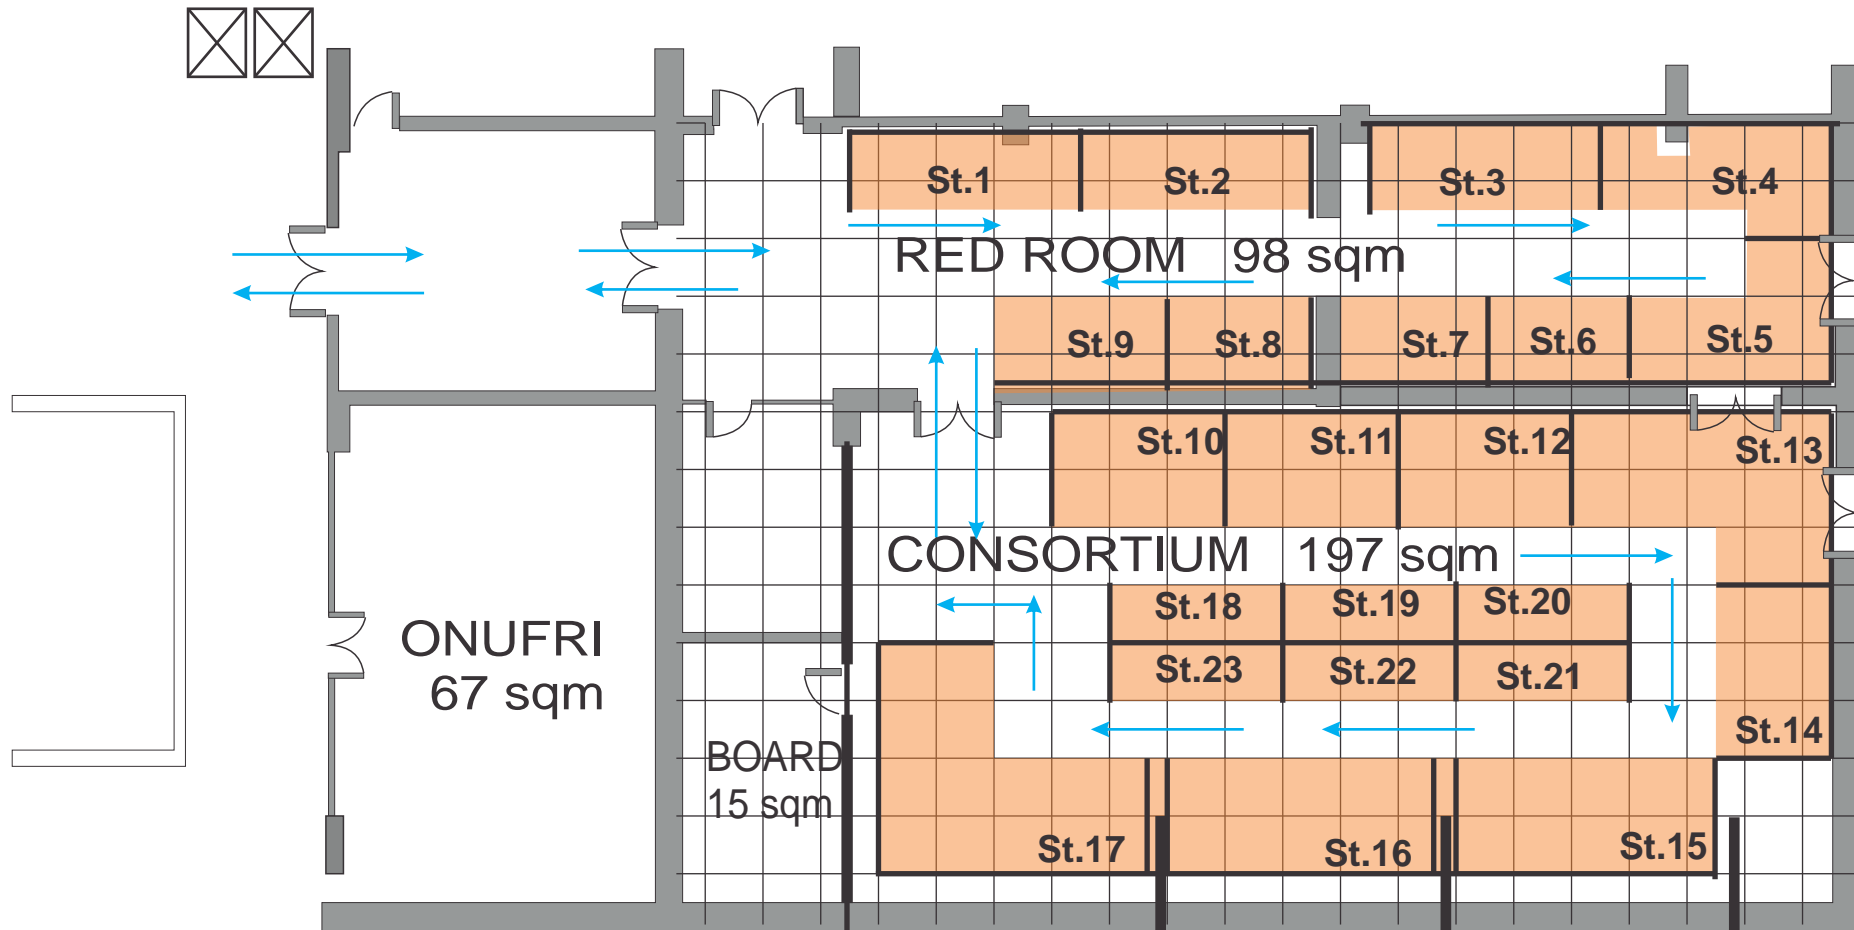 St.1
St.2
St.3
St.4
RED ROOM 98 sqm
St.9
St.8
St.7
St.6
St.5
St.10
St.11
St.12
St.13
CONSORTIUM 197 sqm
St.18
St.19
St.20
ONUFRI
67 sqm
St.23
St.22
St.21
St.14
BOARD
15 sqm
St.17
St.16
St.15